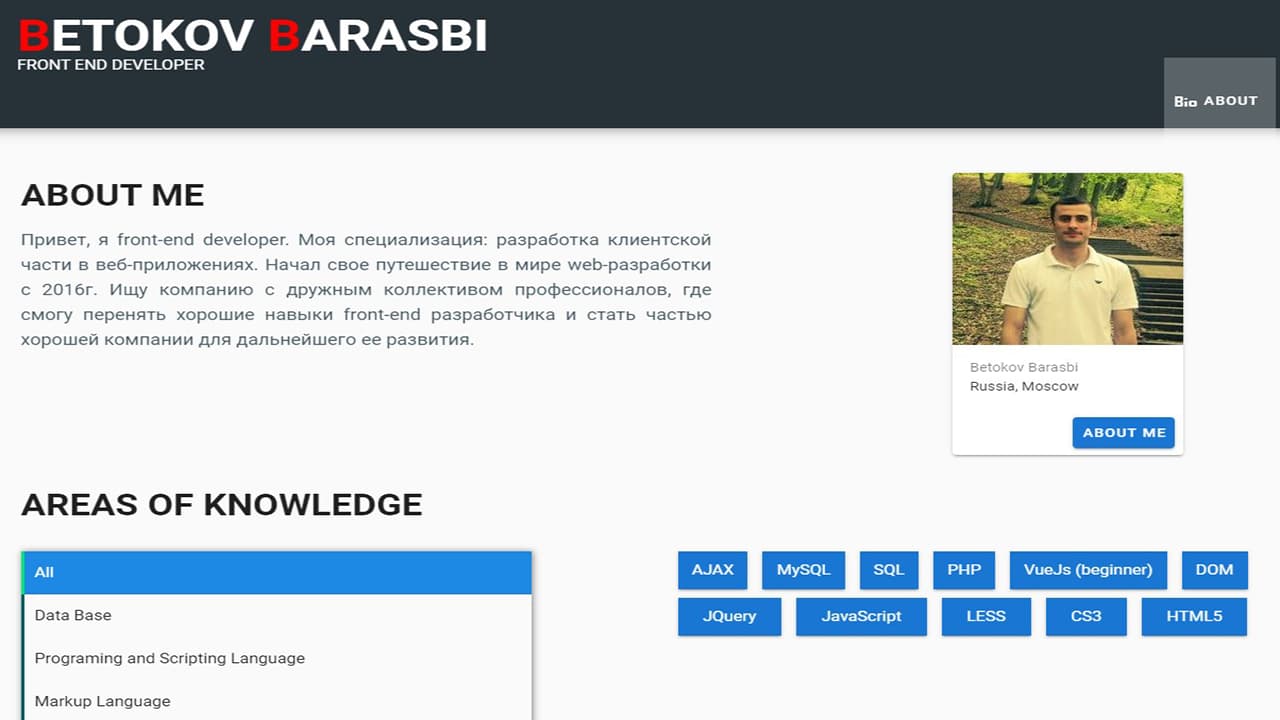 BETOKOV BARASBI
FRONT END DEVELOPER
Bio ABOUT
ABOUT ME
Привет, я front-end developer. Моя специализация: разработка клиентской
части в веб-приложениях. Начал свое путешествие в мире web-разработки
с 2016г. Ищу компанию с дружным коллективом профессионалов, где
смогу перенять хорошие навыки front-end разработчика и стать частью
хорошей компании для дальнейшего ее развития.
Betokov Barasbi
Russia, Moscow
ABOUT ME
AREAS OF KNOWLEDGE
All
Data Base
Programing and Scripting Language
Markup Language
AJAX MySQL SQL PHP VueJs (beginner) DOM
JQuery JavaScript LESS CS3 HTML5